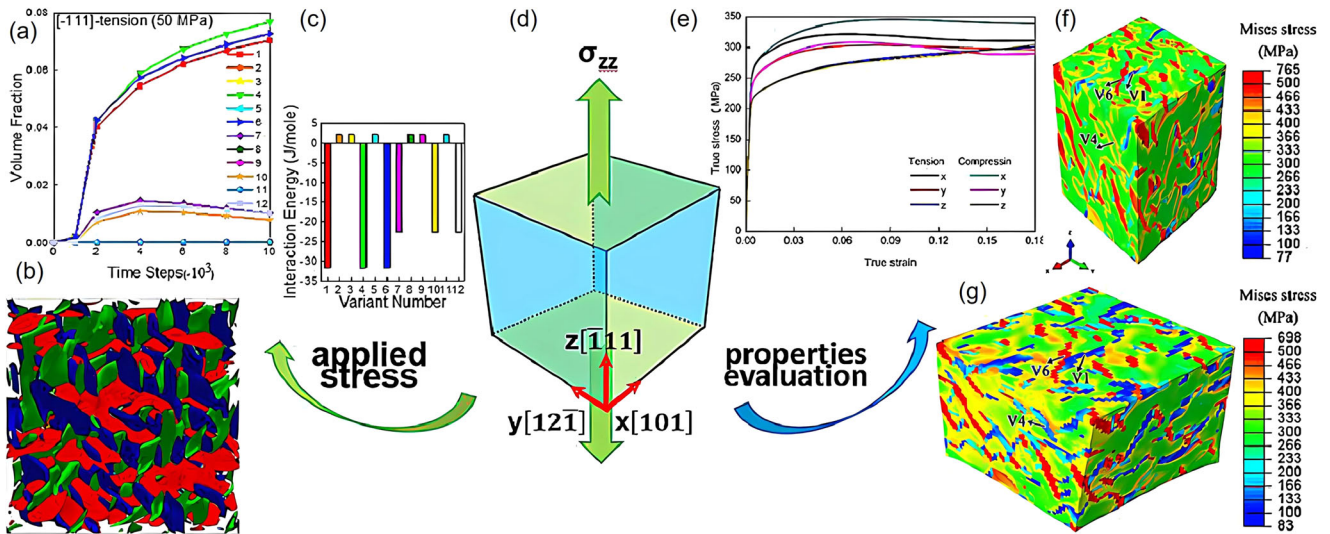 (a)
[-1 1 1]-tension (50 MPa)
0.08
0.06
0.04
0.02
0.00
Volume Fraction
1
2
3
4
5
6
7
8
9
10
11
12
0 2 4 6 8 10
Time Steps(·10³)
(b)
(c)
5
0
-5
-10
-15
-20
-25
-30
-35
Interaction Energy (J/mole)
1 2 3 4 5 6 7 8 9 101112
Variant Number
(d)
σzz
z[1̄11]
y[121̄]
x[101]
applied
stress
properties
evaluation
(e)
350
300
250
200
150
100
50
0
True stress (MPa)
Tension Compressin
x x
y y
z z
0.00 0.03 0.06 0.09 0.12 0.15 0.18
True strain
(f)
V6
V1
V4
Z
X
Y
Mises stress
(MPa)
765
500
466
433
400
366
333
300
266
233
200
166
133
100
77
(g)
V6
V1
V4
Mises stress
(MPa)
698
500
466
433
400
366
333
300
266
233
200
166
133
100
83